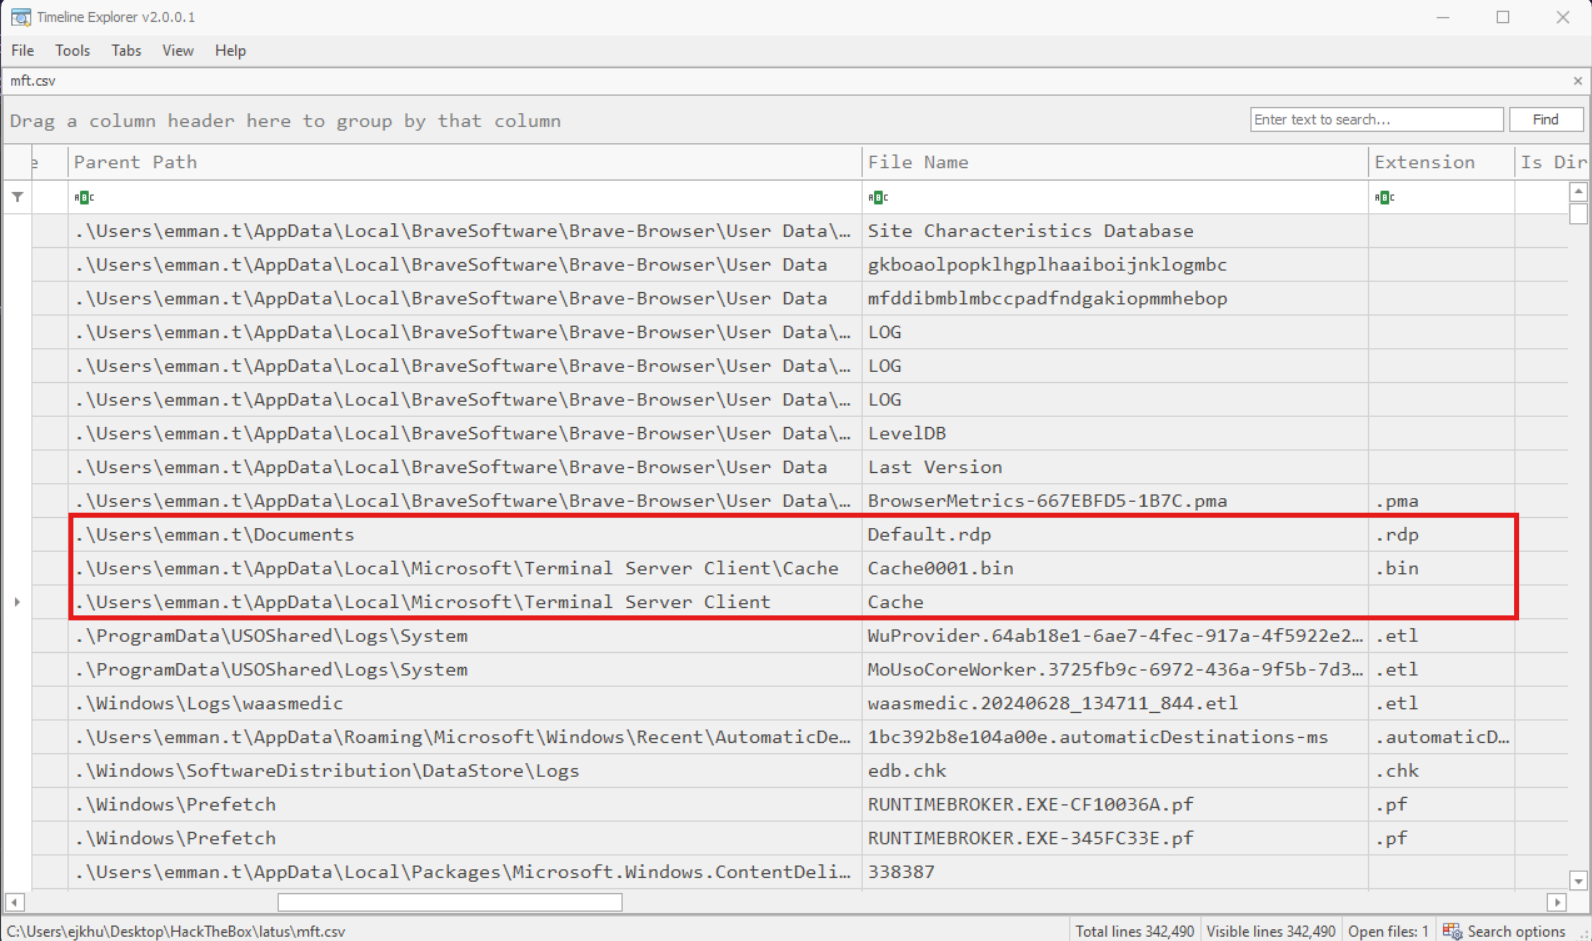 Timeline Explorer v2.0.0.1
File Tools Tabs View Help
mft.csv
Drag a column header here to group by that column
Enter text to search... Find
e Parent Path File Name Extension Is Dir
.\Users\emman.t\AppData\Local\BraveSoftware\Brave-Browser\User Data\… Site Characteristics Database
.\Users\emman.t\AppData\Local\BraveSoftware\Brave-Browser\User Data gkboaolpopklhgplhaaiboijnklogmbc
.\Users\emman.t\AppData\Local\BraveSoftware\Brave-Browser\User Data mfddibmblmbccpadfndgakiopmmhebop
.\Users\emman.t\AppData\Local\BraveSoftware\Brave-Browser\User Data\… LOG
.\Users\emman.t\AppData\Local\BraveSoftware\Brave-Browser\User Data\… LOG
.\Users\emman.t\AppData\Local\BraveSoftware\Brave-Browser\User Data\… LOG
.\Users\emman.t\AppData\Local\BraveSoftware\Brave-Browser\User Data\… LevelDB
.\Users\emman.t\AppData\Local\BraveSoftware\Brave-Browser\User Data Last Version
.\Users\emman.t\AppData\Local\BraveSoftware\Brave-Browser\User Data\… BrowserMetrics-667EBFD5-1B7C.pma .pma
.\Users\emman.t\Documents Default.rdp .rdp
.\Users\emman.t\AppData\Local\Microsoft\Terminal Server Client\Cache Cache0001.bin .bin
.\Users\emman.t\AppData\Local\Microsoft\Terminal Server Client Cache
.\ProgramData\USOShared\Logs\System WuProvider.64ab18e1-6ae7-4fec-917a-4f5922e2… .etl
.\ProgramData\USOShared\Logs\System MoUsoCoreWorker.3725fb9c-6972-436a-9f5b-7d3… .etl
.\Windows\Logs\waasmedic waasmedic.20240628_134711_844.etl .etl
.\Users\emman.t\AppData\Roaming\Microsoft\Windows\Recent\AutomaticDe… 1bc392b8e104a00e.automaticDestinations-ms .automaticD…
.\Windows\SoftwareDistribution\DataStore\Logs edb.chk .chk
.\Windows\Prefetch RUNTIMEBROKER.EXE-CF10036A.pf .pf
.\Windows\Prefetch RUNTIMEBROKER.EXE-345FC33E.pf .pf
.\Users\emman.t\AppData\Local\Packages\Microsoft.Windows.ContentDeli… 338387
C:\Users\ejkhu\Desktop\HackTheBox\latus\mft.csv Total lines 342,490 Visible lines 342,490 Open files: 1 Search options